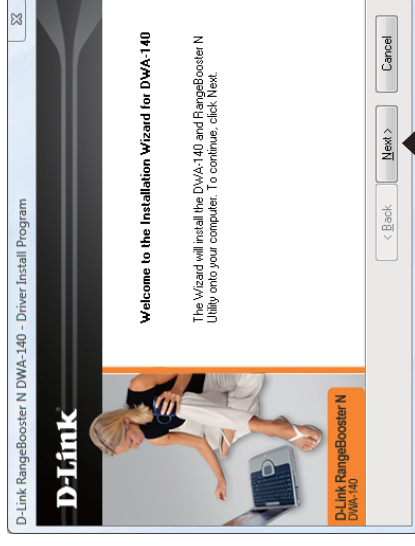 D-Link RangeBooster N DWA-140 - Driver Install Program
D-Link
Welcome to the Installation Wizard for DWA-140
The Wizard will install the DWA-140 and RangeBooster N
Utility onto your computer. To continue, click Next.
D-Link RangeBooster N
DWA-140
< Back
Next >
Cancel